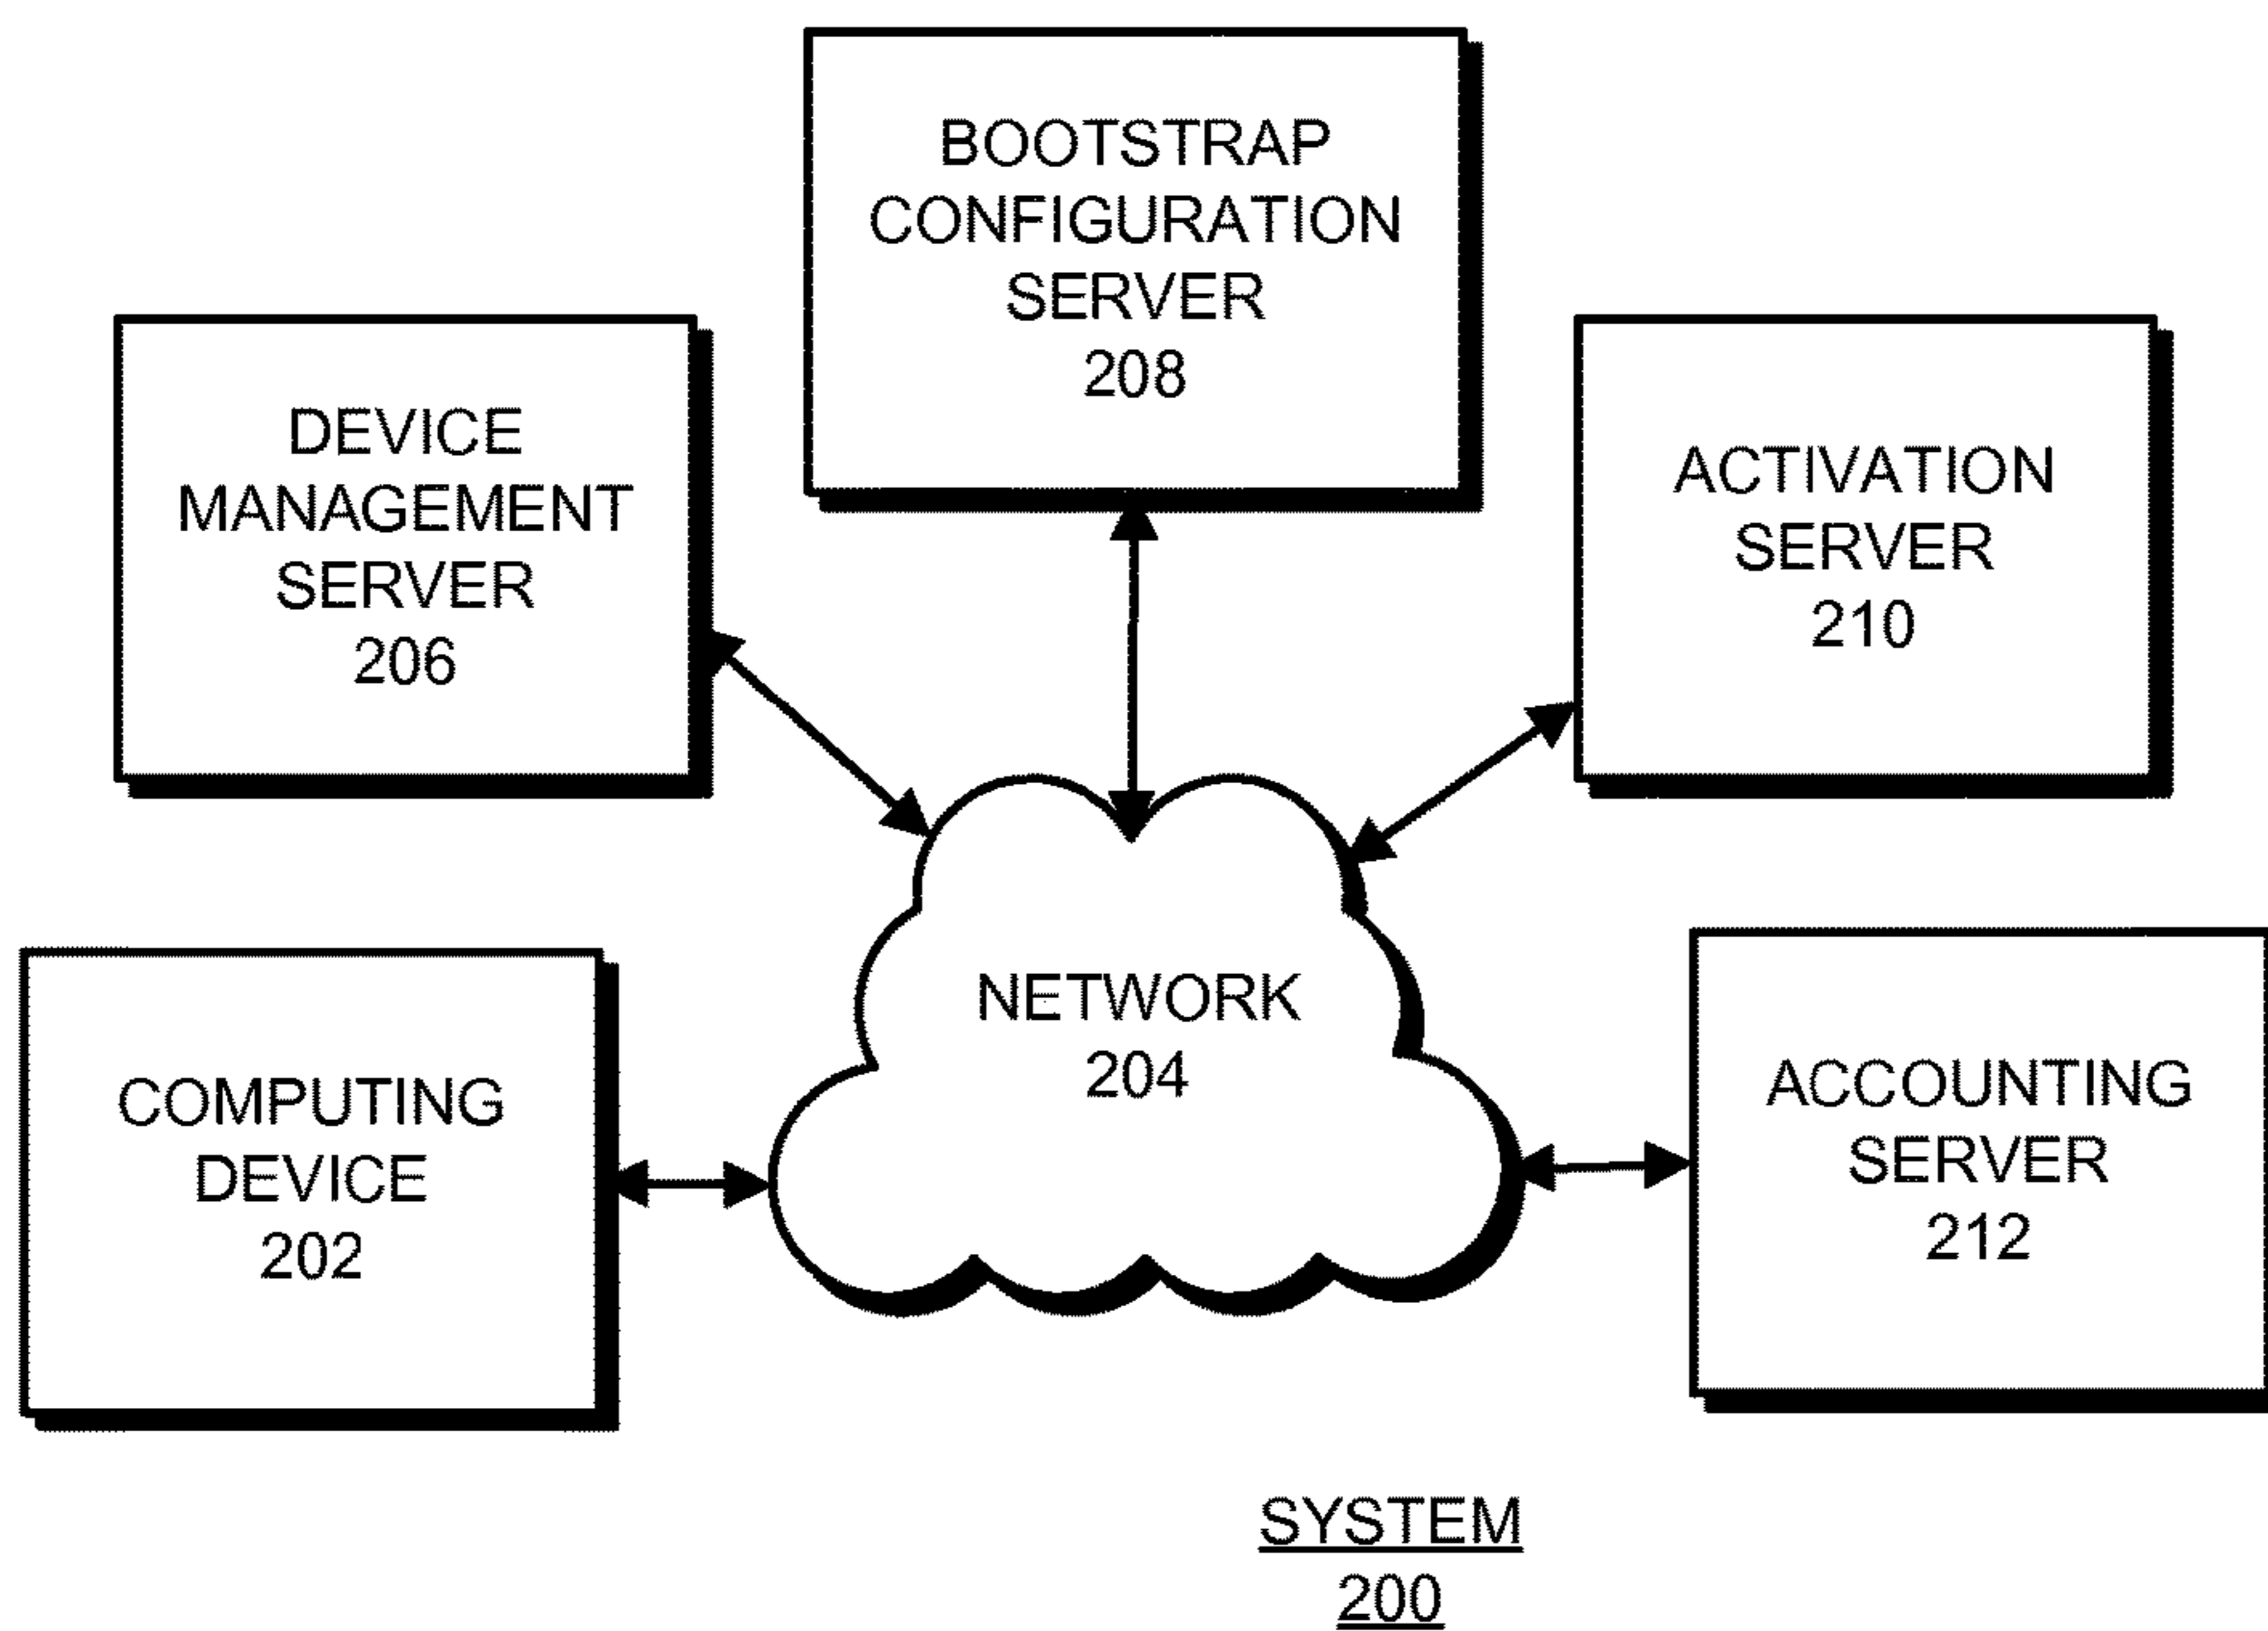 BOOTSTRAP
CONFIGURATION
SERVER
208
DEVICE
MANAGEMENT
SERVER
206
ACTIVATION
SERVER
210
NETWORK
204
COMPUTING
DEVICE
202
ACCOUNTING
SERVER
212
SYSTEM
200